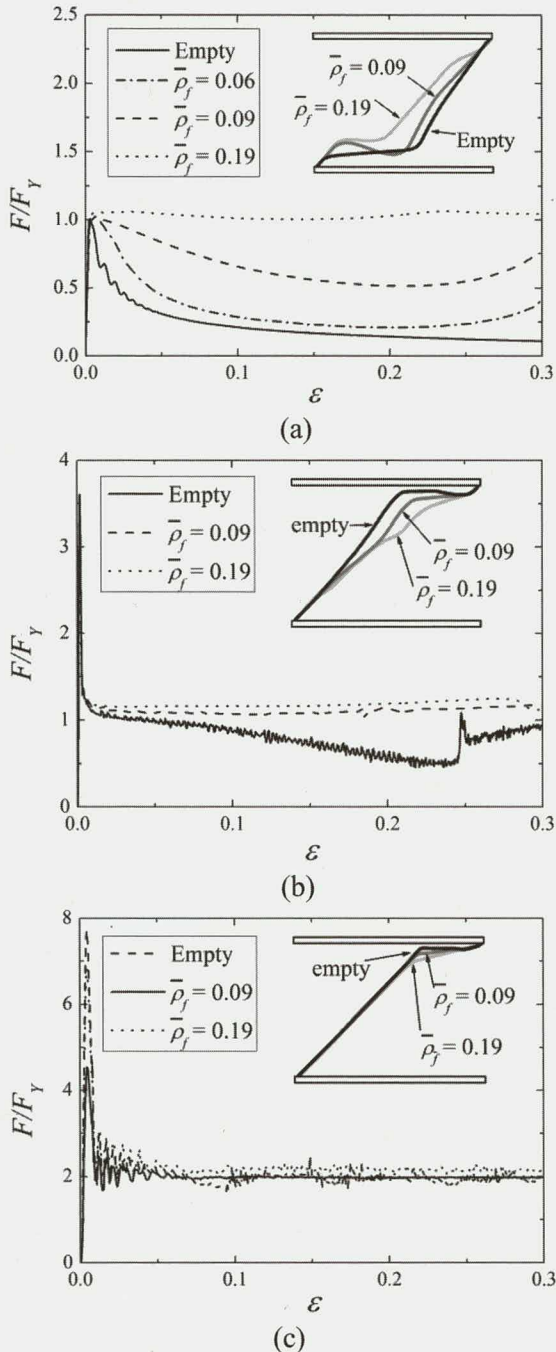 2.5
2.0
1.5
1.0
0.5
0.0
F/F_Y
Empty
ρ̄_f = 0.06
ρ̄_f = 0.09
ρ̄_f = 0.19
ρ̄_f = 0.09
ρ̄_f = 0.19
Empty
0.0 0.1 0.2 0.3
ε
(a)
4
3
2
1
0
F/F_Y
Empty
ρ̄_f = 0.09
ρ̄_f = 0.19
empty
ρ̄_f = 0.09
ρ̄_f = 0.19
0.0 0.1 0.2 0.3
ε
(b)
8
6
4
2
0
F/F_Y
Empty
ρ̄_f = 0.09
ρ̄_f = 0.19
empty
ρ̄_f = 0.09
ρ̄_f = 0.19
0.0 0.1 0.2 0.3
ε
(c)